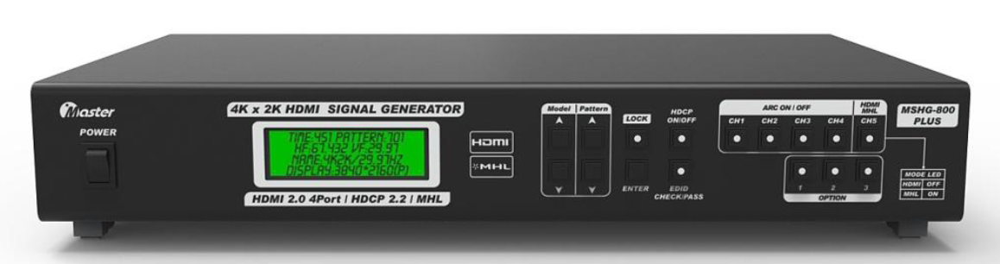 Master
POWER
4K x 2K HDMI SIGNAL GENERATOR
TIME:451 PATTERN:701
HF:67.432 VF:29.97
NAME:4K2K/29.97HZ
DISPLAY:3840*2160(P)
HDMI 2.0 4Port / HDCP 2.2 / MHL
HDMI
MHL
Model Pattern
LOCK
ENTER
HDCP
ON/OFF
EDID
CHECK/PASS
ARC ON / OFF
HDMI
MHL
CH1 CH2 CH3 CH4 CH5
1 2 3
OPTION
MSHG-800
PLUS
MODE LED
HDMI OFF
MHL ON